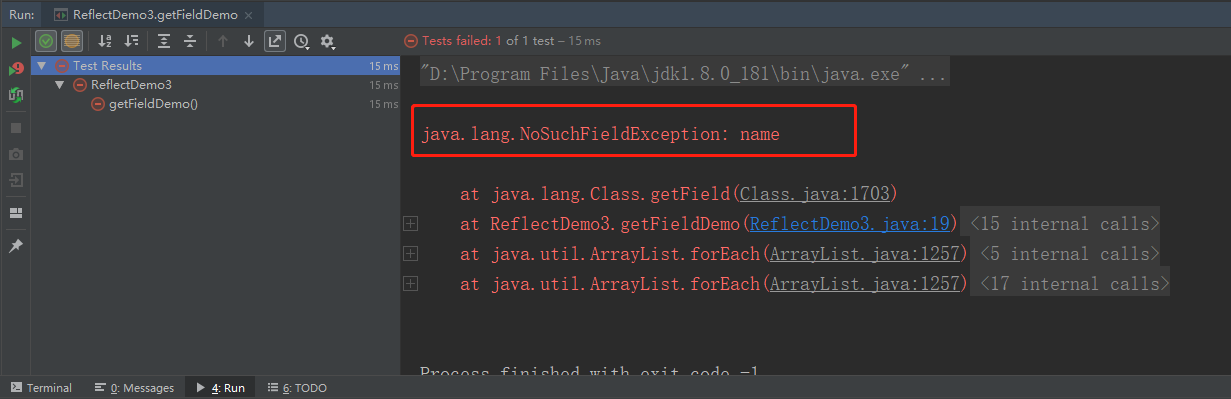 Run: ReflectDemo3.getFieldDemo ×
Tests failed: 1 of 1 test – 15 ms
Test Results 15 ms
ReflectDemo3 15 ms
getFieldDemo() 15 ms
"D:\Program Files\Java\jdk1.8.0_181\bin\java.exe" ...
java.lang.NoSuchFieldException: name
at java.lang.Class.getField(Class.java:1703)
at ReflectDemo3.getFieldDemo(ReflectDemo3.java:19) <15 internal calls>
at java.util.ArrayList.forEach(ArrayList.java:1257) <5 internal calls>
at java.util.ArrayList.forEach(ArrayList.java:1257) <17 internal calls>
Process finished with exit code -1
Terminal 0: Messages 4: Run 6: TODO